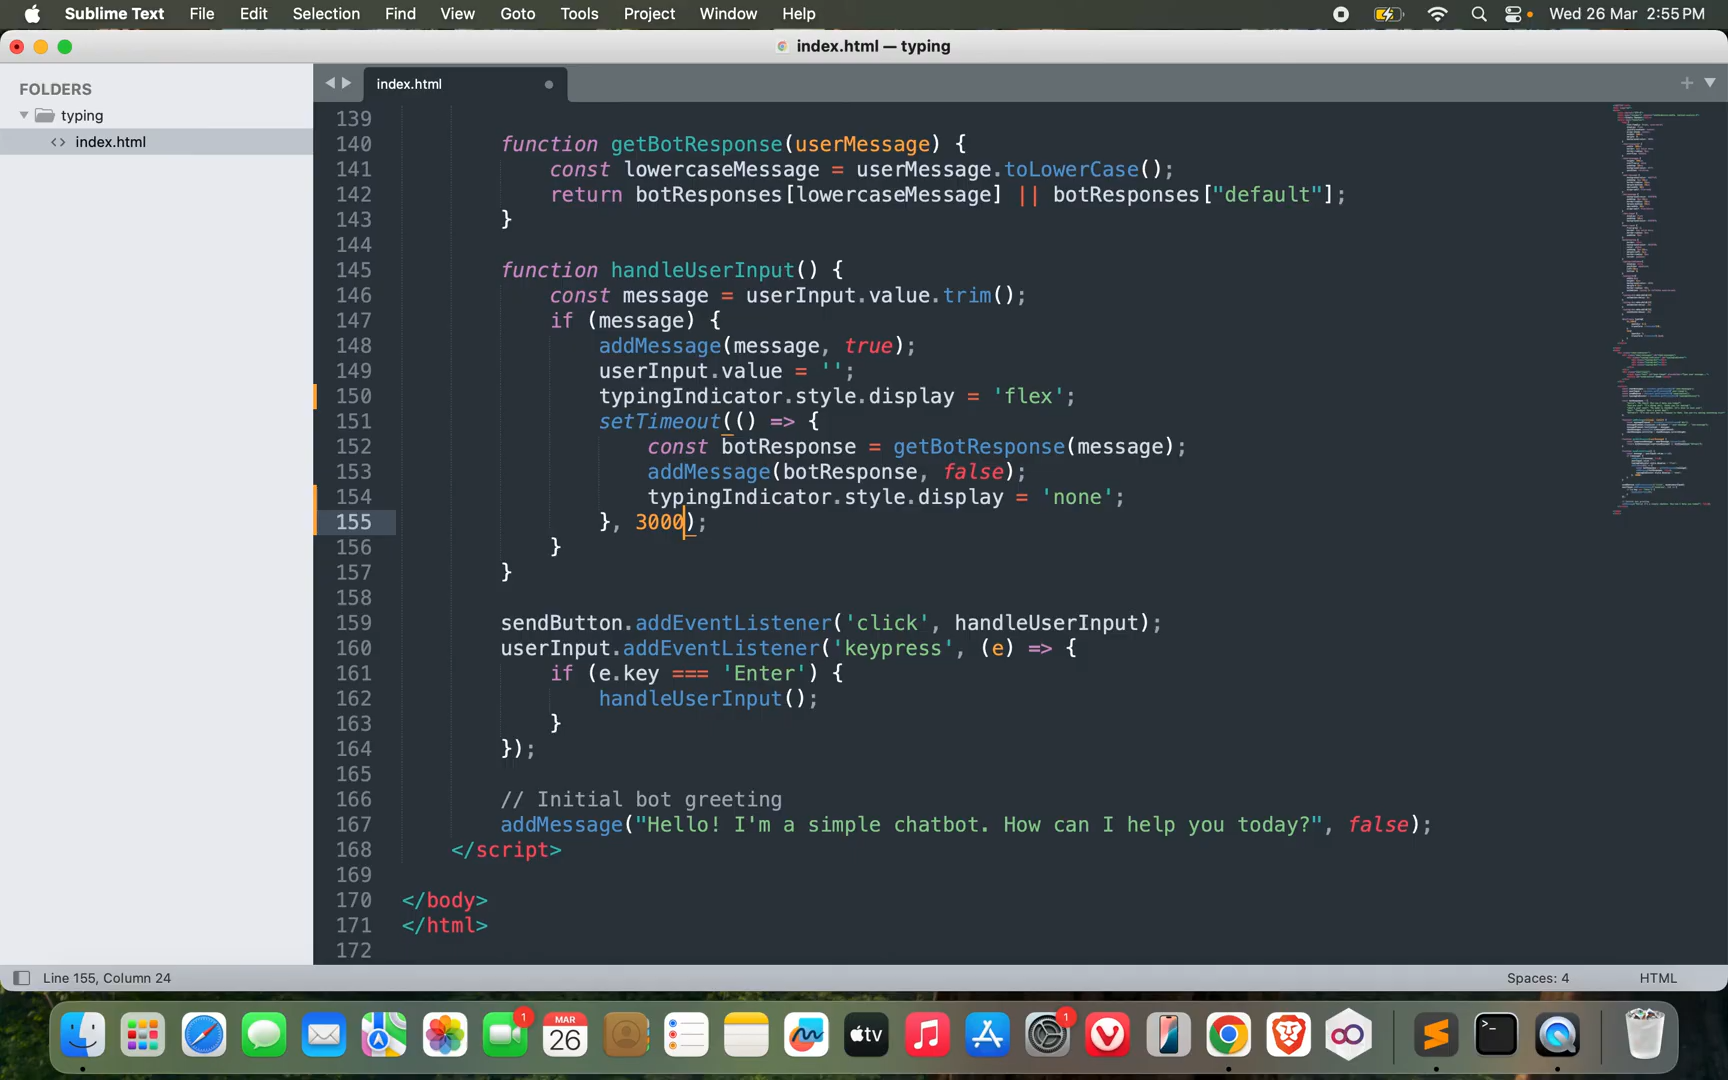 Sublime Text File Edit Selection Find View Goto Tools Project Window Help Wed 26 Mar 2:55 PM
index.html — typing
FOLDERS
typing
index.html
index.html
139
140 function getBotResponse(userMessage) {
141 const lowercaseMessage = userMessage.toLowerCase();
142 return botResponses[lowercaseMessage] || botResponses["default"];
143 }
144
145 function handleUserInput() {
146 const message = userInput.value.trim();
147 if (message) {
148 addMessage(message, true);
149 userInput.value = '';
150 typingIndicator.style.display = 'flex';
151 setTimeout(() => {
152 const botResponse = getBotResponse(message);
153 addMessage(botResponse, false);
154 typingIndicator.style.display = 'none';
155 }, 3000);
156 }
157 }
158
159 sendButton.addEventListener('click', handleUserInput);
160 userInput.addEventListener('keypress', (e) => {
161 if (e.key === 'Enter') {
162 handleUserInput();
163 }
164 });
165
166 // Initial bot greeting
167 addMessage("Hello! I'm a simple chatbot. How can I help you today?", false);
168 </script>
169
170 </body>
171 </html>
172
Line 155, Column 24 Spaces: 4 HTML
1
MAR
26
tv
1